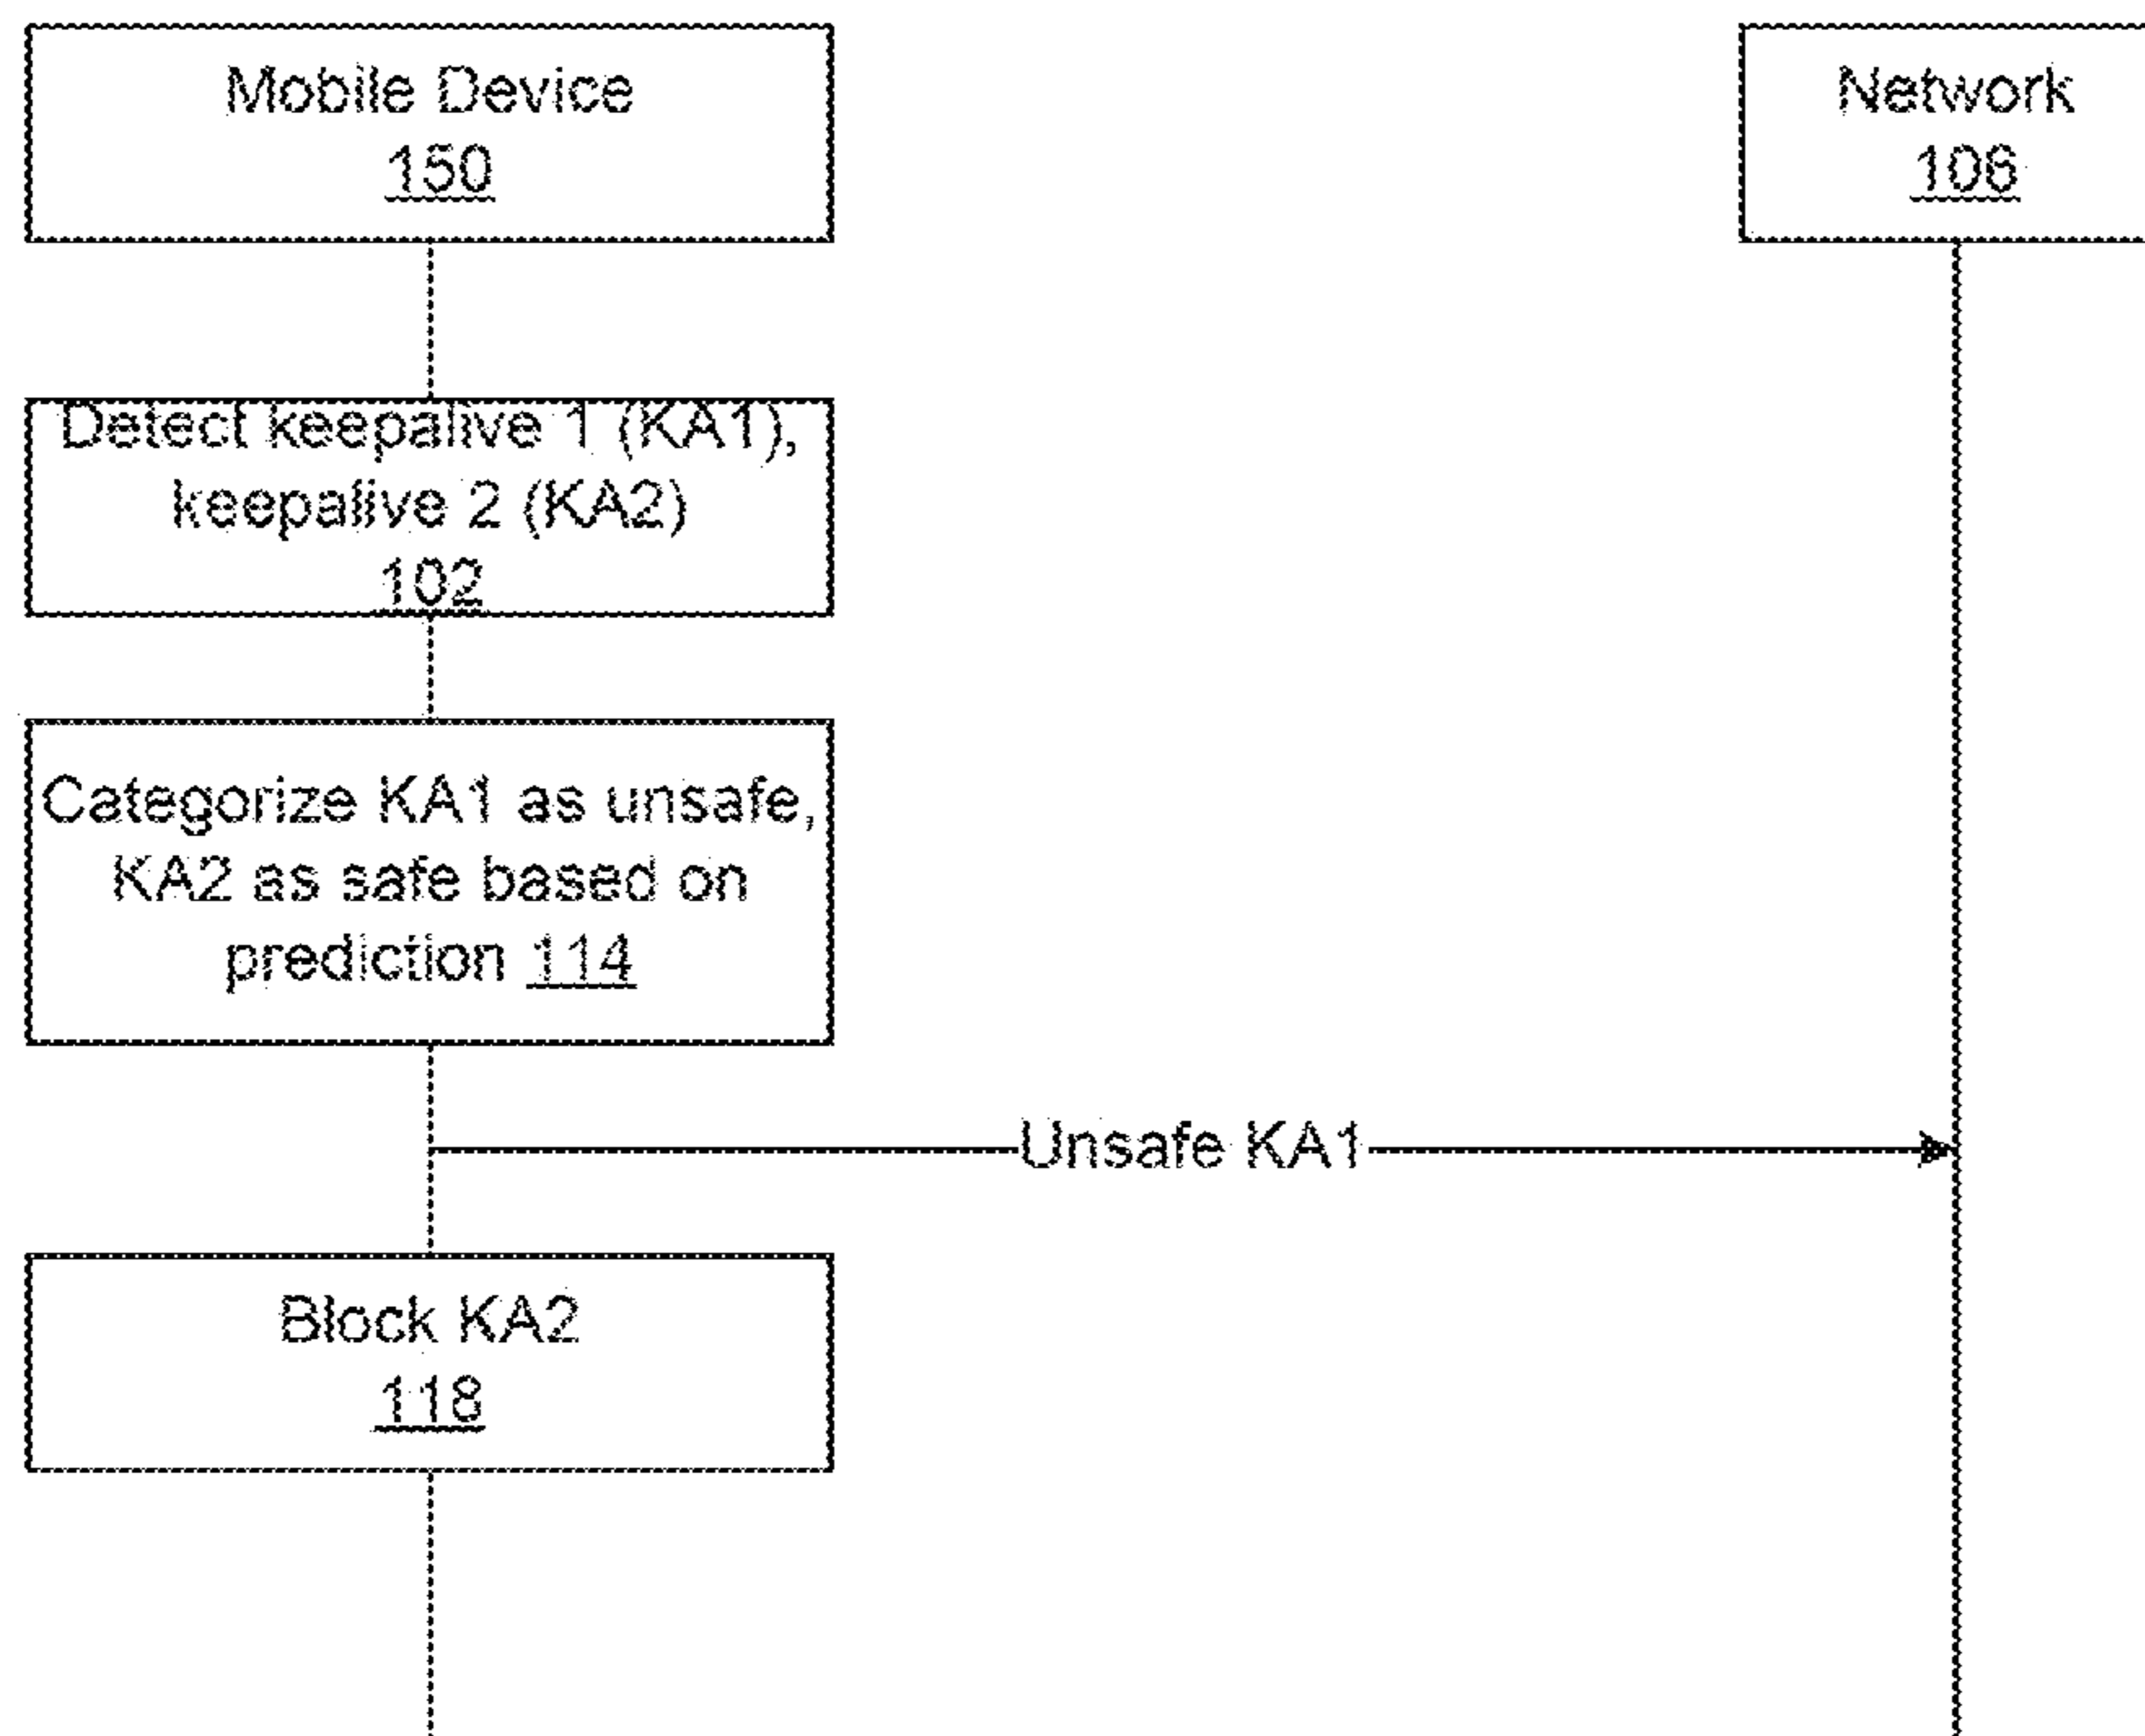 Mobile Device
150
Network
106
Detect keepalive 1 (KA1),
keepalive 2 (KA2)
102
Categorize KA1 as unsafe,
KA2 as safe based on
prediction 114
Unsafe KA1
Block KA2
118